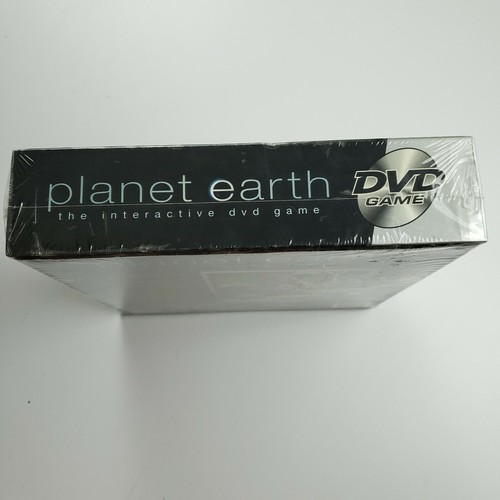 planet earth
the interactive dvd game
DVD
GAME